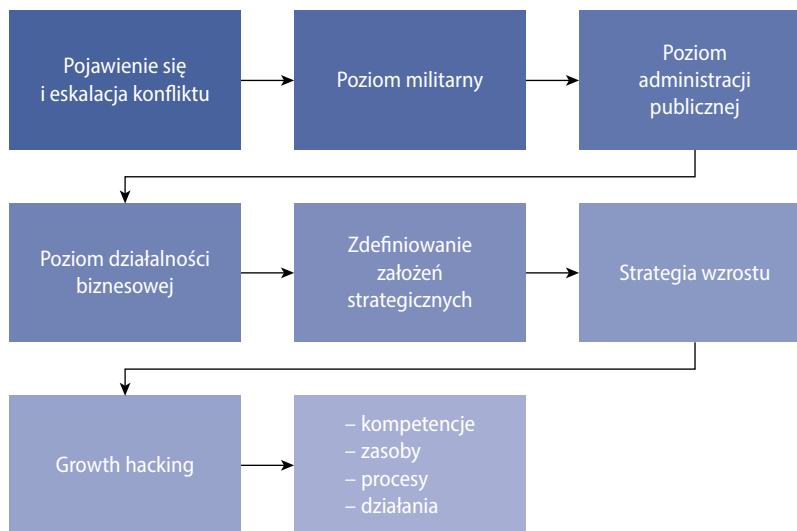 Pojawienie się
i eskalacja konfliktu
Poziom militarny
Poziom
administracji
publicznej
Poziom działalności
biznesowej
Zdefiniowanie
założeń
strategicznych
Strategia wzrostu
Growth hacking
– kompetencje
– zasoby
– procesy
– działania